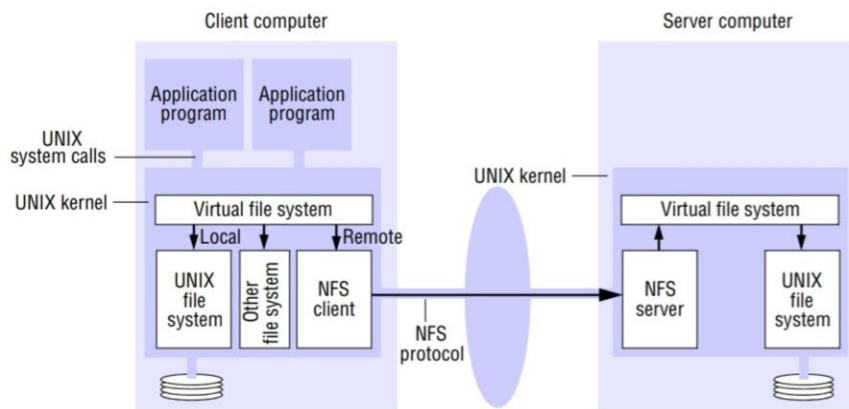 Client computer
Server computer
Application
program
Application
program
UNIX
system calls
UNIX kernel
UNIX kernel
Virtual file system
Virtual file system
Local
Remote
UNIX
file
system
Other
file system
NFS
client
NFS
server
UNIX
file
system
NFS
protocol